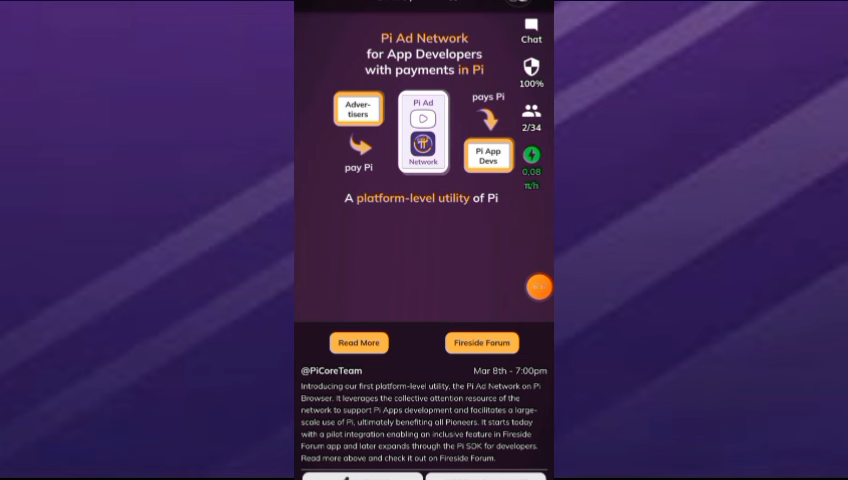 Pi Ad Network
for App Developers
with payments in Pi
Chat
100%
2/34
0.08
π/h
Adver-
tisers
pay Pi
Pi Ad
Network
pays Pi
Pi App
Devs
A platform-level utility of Pi
Read More
Fireside Forum
@PiCoreTeam
Mar 8th - 7:00pm
Introducing our first platform-level utility, the Pi Ad Network on Pi
Browser. It leverages the collective attention resource of the
network to support Pi Apps development and facilitates a large-
scale use of Pi, ultimately benefiting all Pioneers. It starts today
with a pilot integration enabling an inclusive feature in Fireside
Forum app and later expands through the Pi SDK for developers.
Read more above and check it out on Fireside Forum.